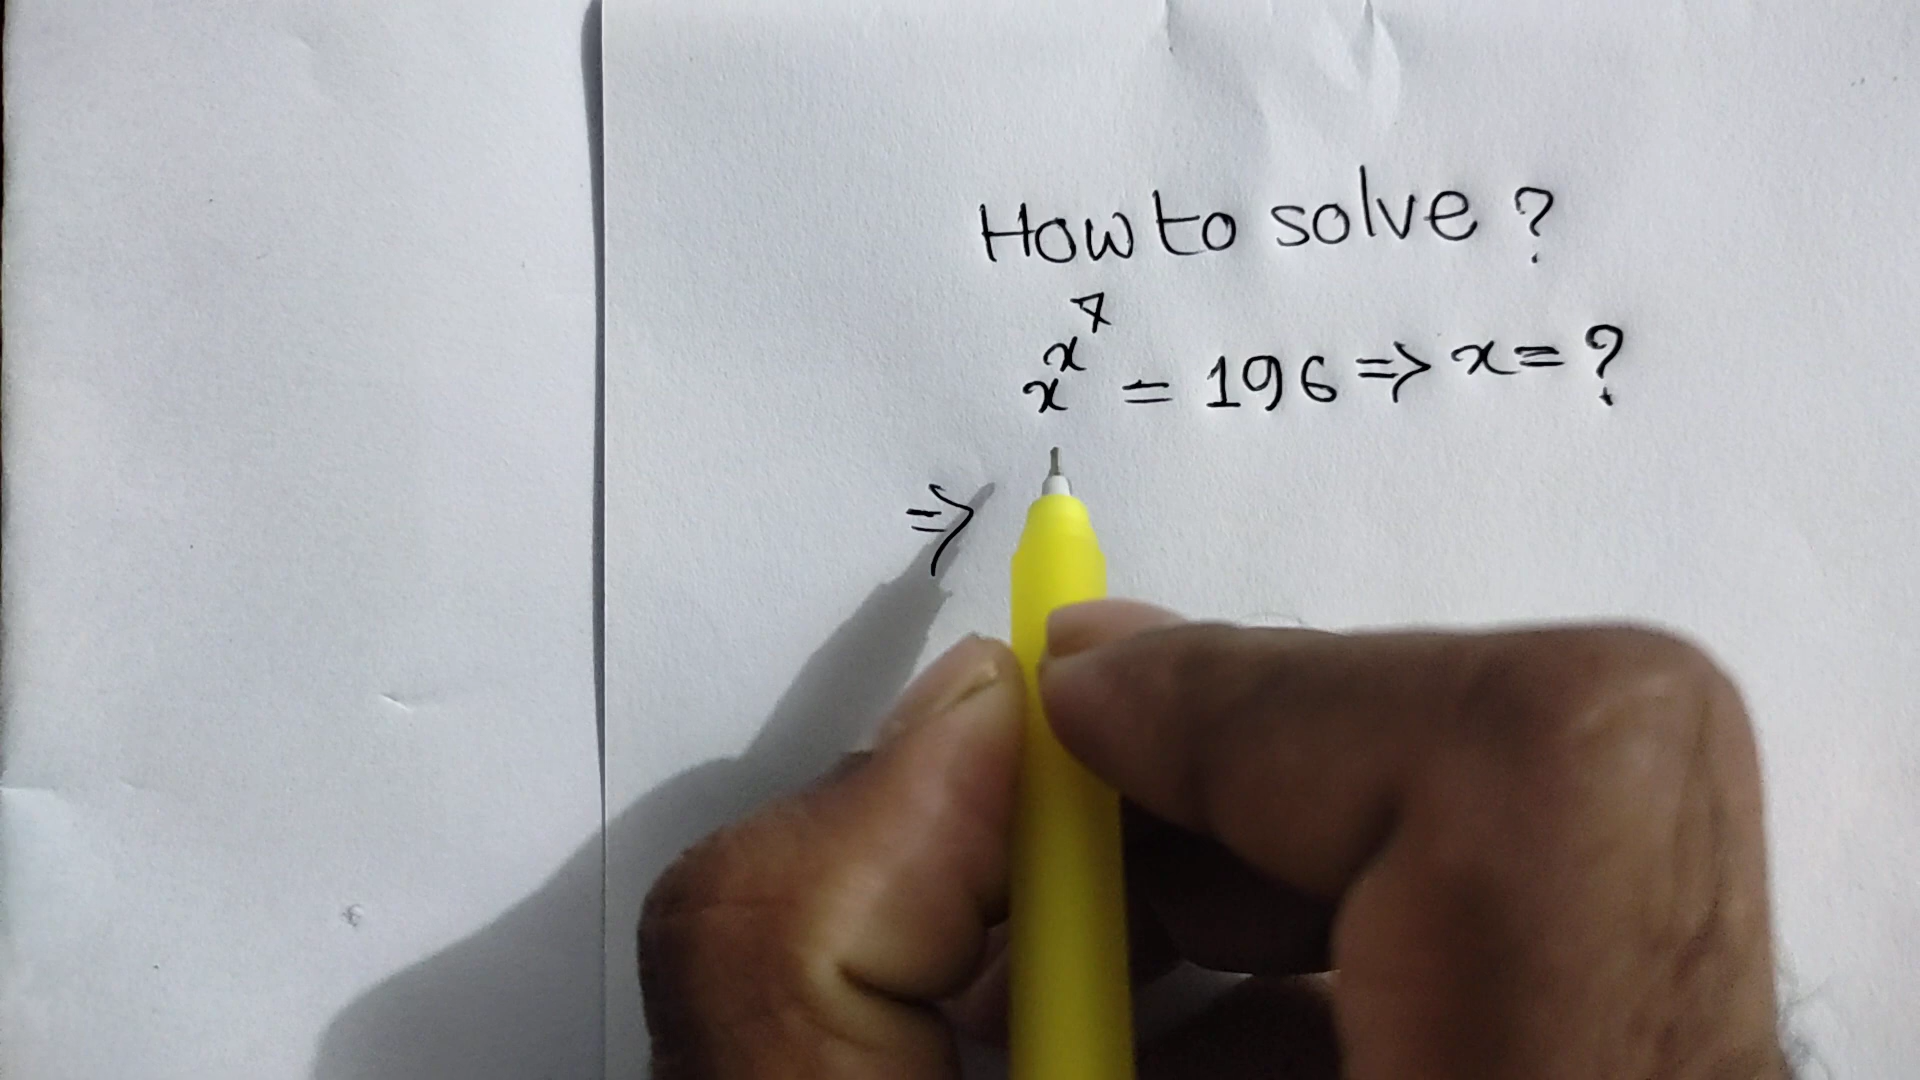 How to solve ?
x^x^7 = 196 ⇒ x = ?
⇒